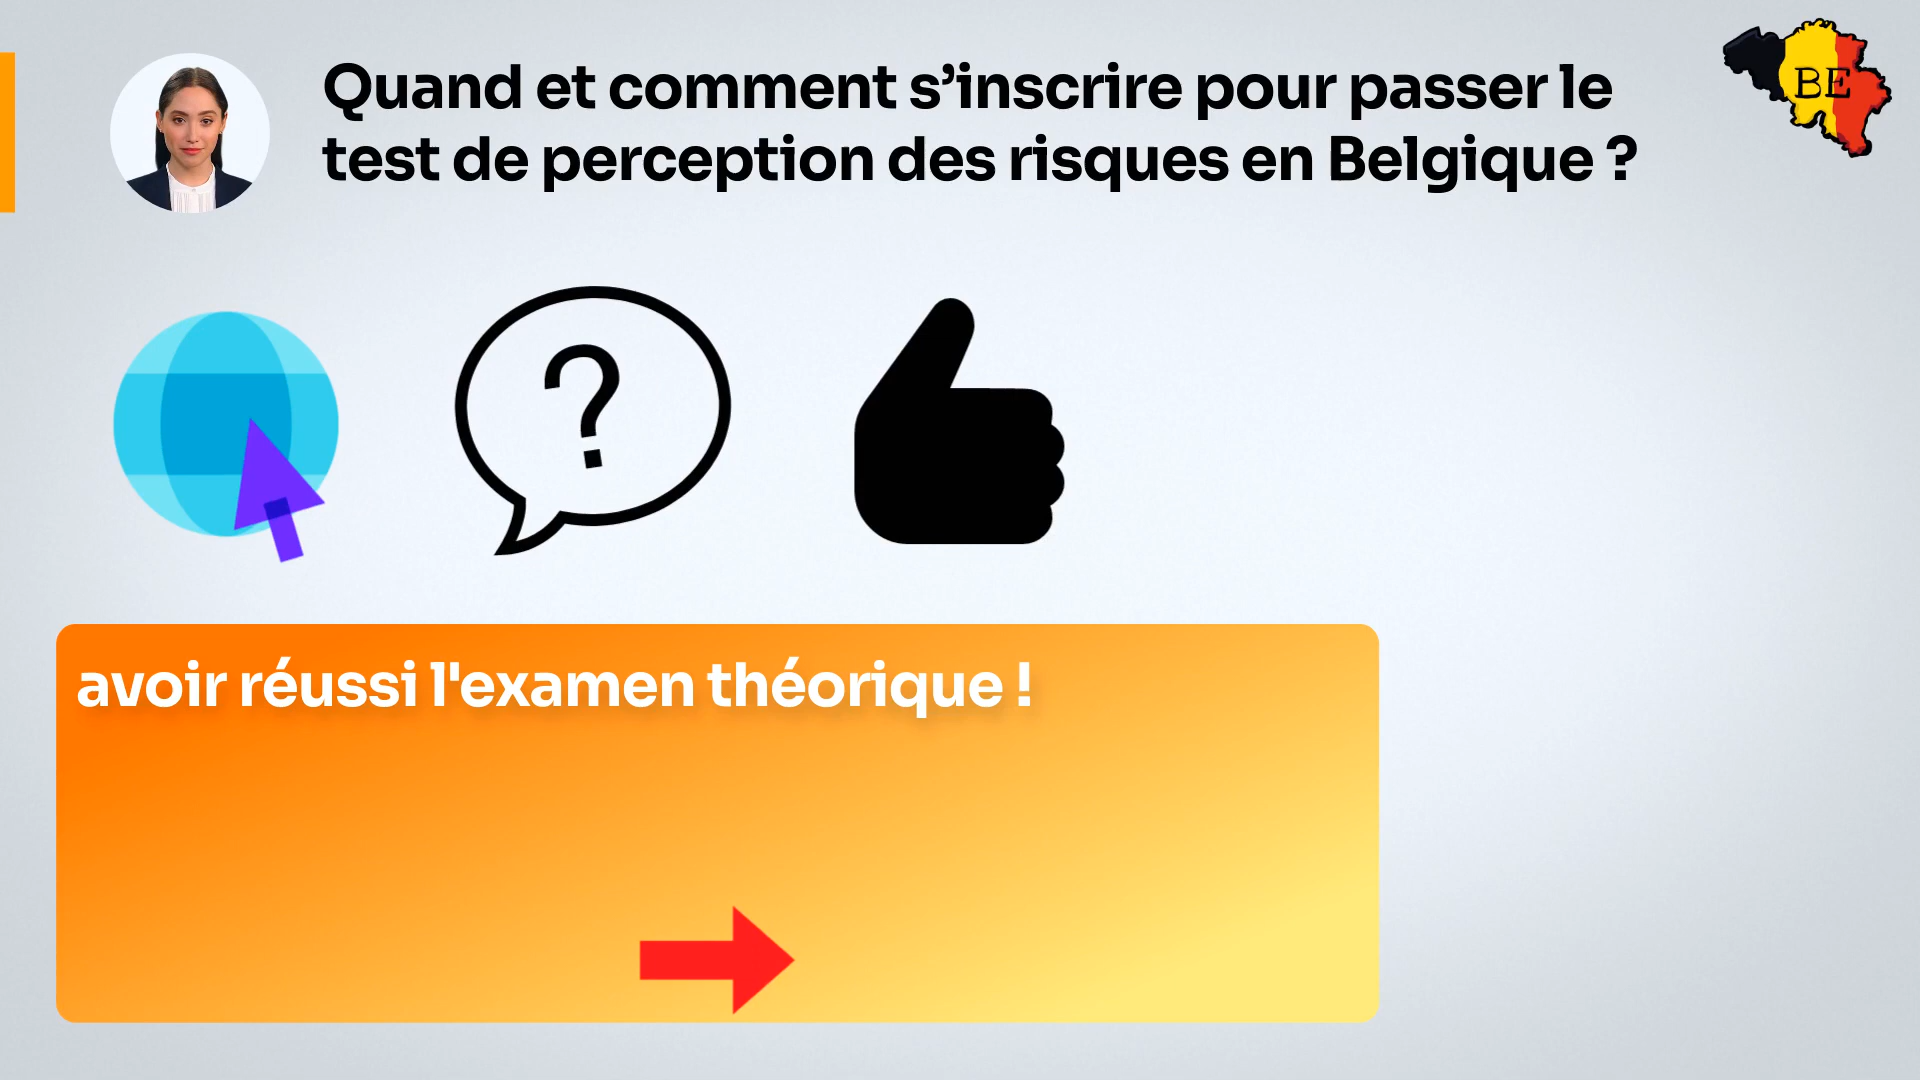 Quand et comment s’inscrire pour passer le
test de perception des risques en Belgique ?
BE
?
avoir réussi l'examen théorique !